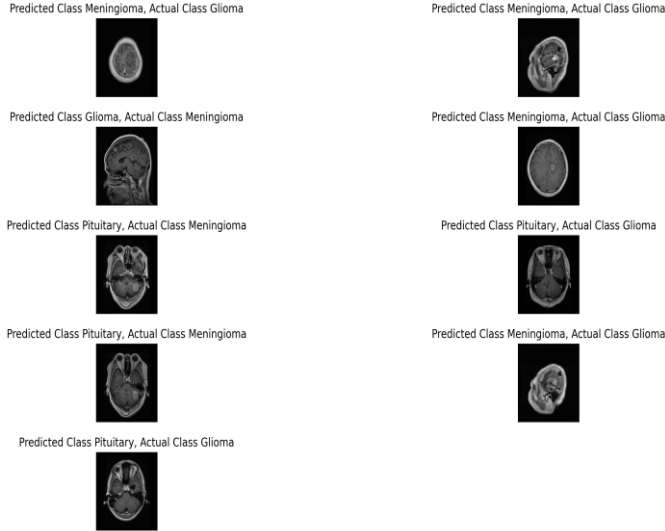 Predicted Class Meningioma, Actual Class Glioma
Predicted Class Meningioma, Actual Class Glioma
Predicted Class Glioma, Actual Class Meningioma
Predicted Class Meningioma, Actual Class Glioma
Predicted Class Pituitary, Actual Class Meningioma
Predicted Class Pituitary, Actual Class Glioma
Predicted Class Pituitary, Actual Class Meningioma
Predicted Class Meningioma, Actual Class Glioma
Predicted Class Pituitary, Actual Class Glioma